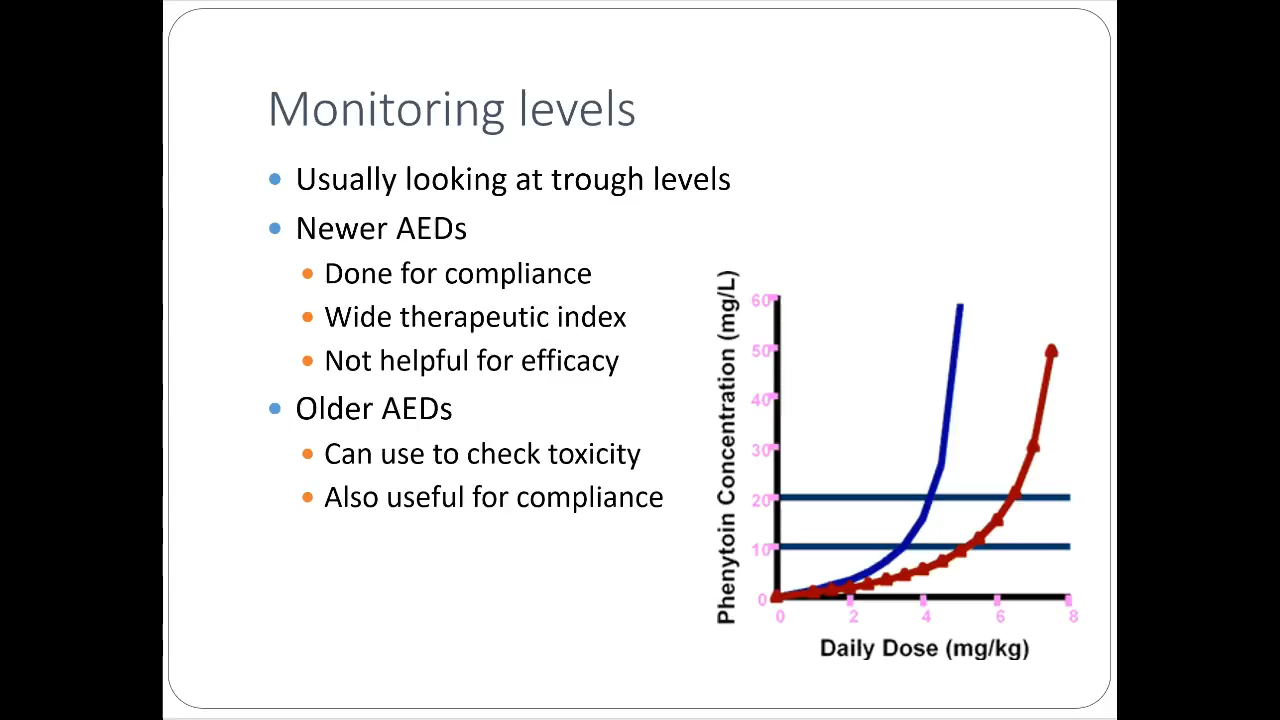 Monitoring levels
Usually looking at trough levels
Newer AEDs
Done for compliance
Wide therapeutic index
Not helpful for efficacy
Older AEDs
Can use to check toxicity
Also useful for compliance
Phenytoin Concentration (mg/L)
60
50
40
30
20
10
0
0 2 4 6 8
Daily Dose (mg/kg)